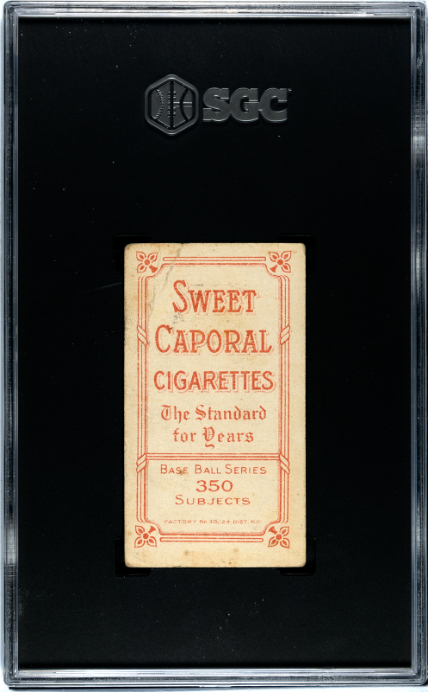 SGC
SWEET
CAPORAL
CIGARETTES
The Standard
for Years
BASE BALL SERIES
350
SUBJECTS